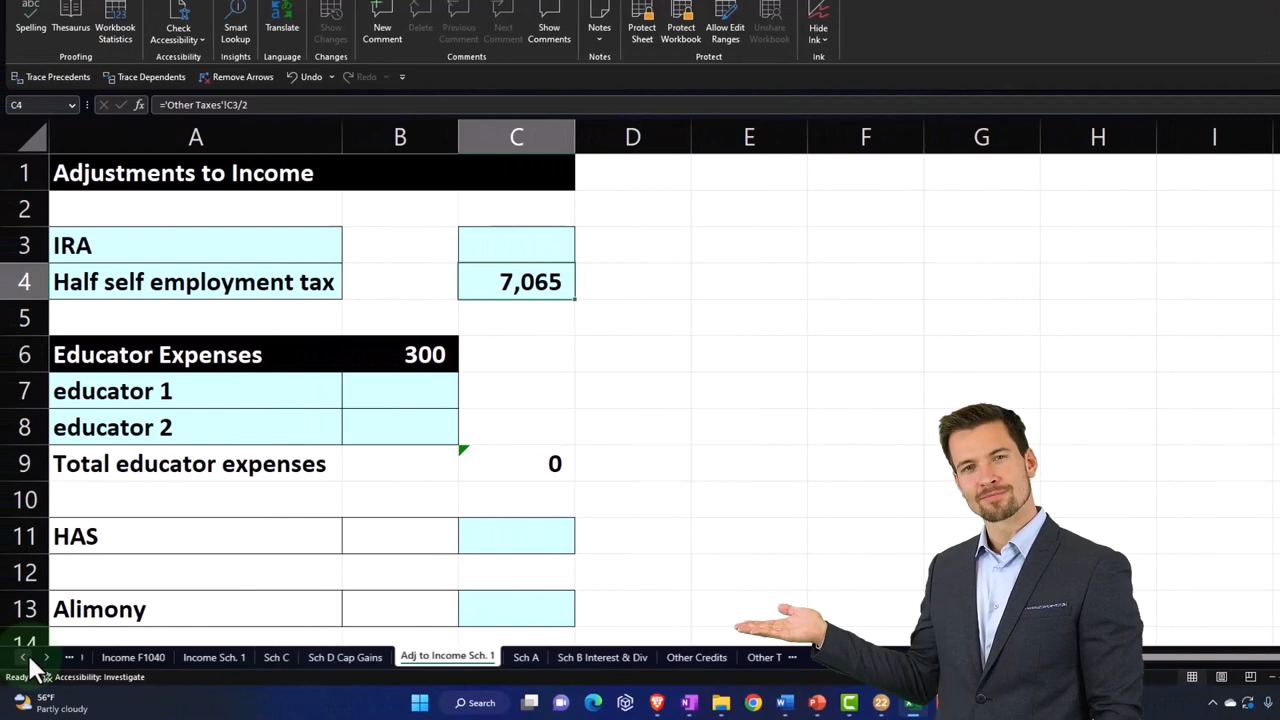 abc
Spelling
Thesaurus
Workbook Statistics
Check Accessibility
Smart Lookup
Translate
Show Changes
New Comment
Delete
Previous Comment
Next Comment
Show Comments
Notes
Protect Sheet
Protect Workbook
Allow Edit Ranges
Unshare Workbook
Hide Ink
Proofing
Accessibility
Insights
Language
Changes
Comments
Notes
Protect
Ink
Trace Precedents
Trace Dependents
Remove Arrows
Undo
Redo
C4
fx
='Other Taxes'!C3/2
A B C D E F G H I
1 Adjustments to Income
2
3 IRA
4 Half self employment tax 7,065
5
6 Educator Expenses 300
7 educator 1
8 educator 2
9 Total educator expenses 0
10
11 HAS
12
13 Alimony
14
Income F1040
Income Sch. 1
Sch C
Sch D Cap Gains
Adj to Income Sch. 1
Sch A
Sch B Interest & Div
Other Credits
Other T
Accessibility: Investigate
56°F
Partly cloudy
Search
22